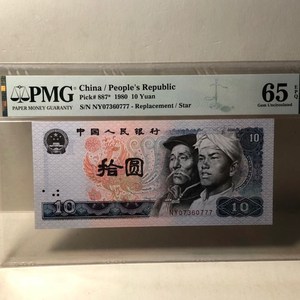 PMG
PAPER MONEY GUARANTY
China / People's Republic
Pick# 887* 1980 10 Yuan
S/N NY07360777 - Replacement / Star
65 EPQ
Gem Uncirculated
中国人民银行
10
拾圆
10
NY07360777
10